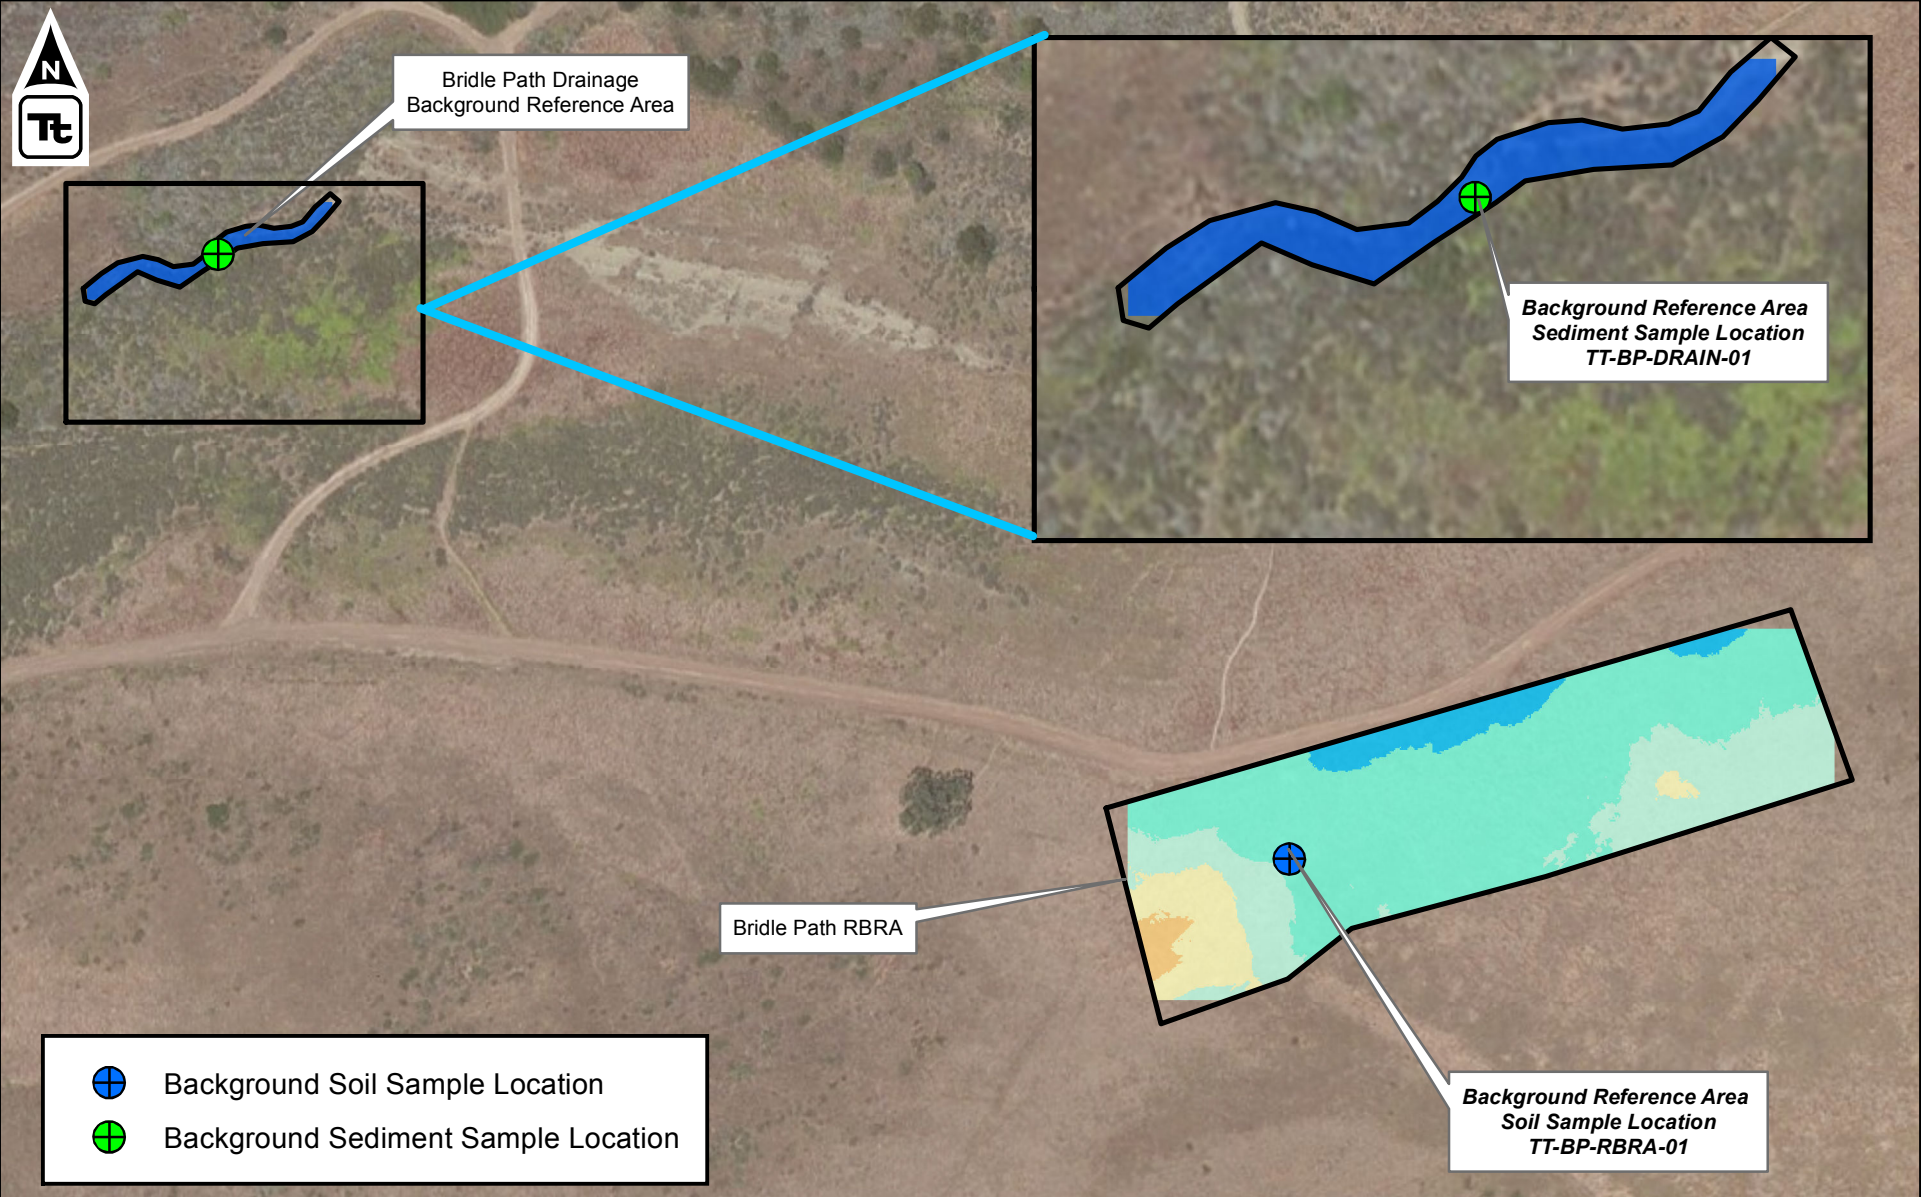 N
Tt
Bridle Path Drainage
Background Reference Area
Background Reference Area
Sediment Sample Location
TT-BP-DRAIN-01
Bridle Path RBRA
Background Soil Sample Location
Background Sediment Sample Location
Background Reference Area
Soil Sample Location
TT-BP-RBRA-01